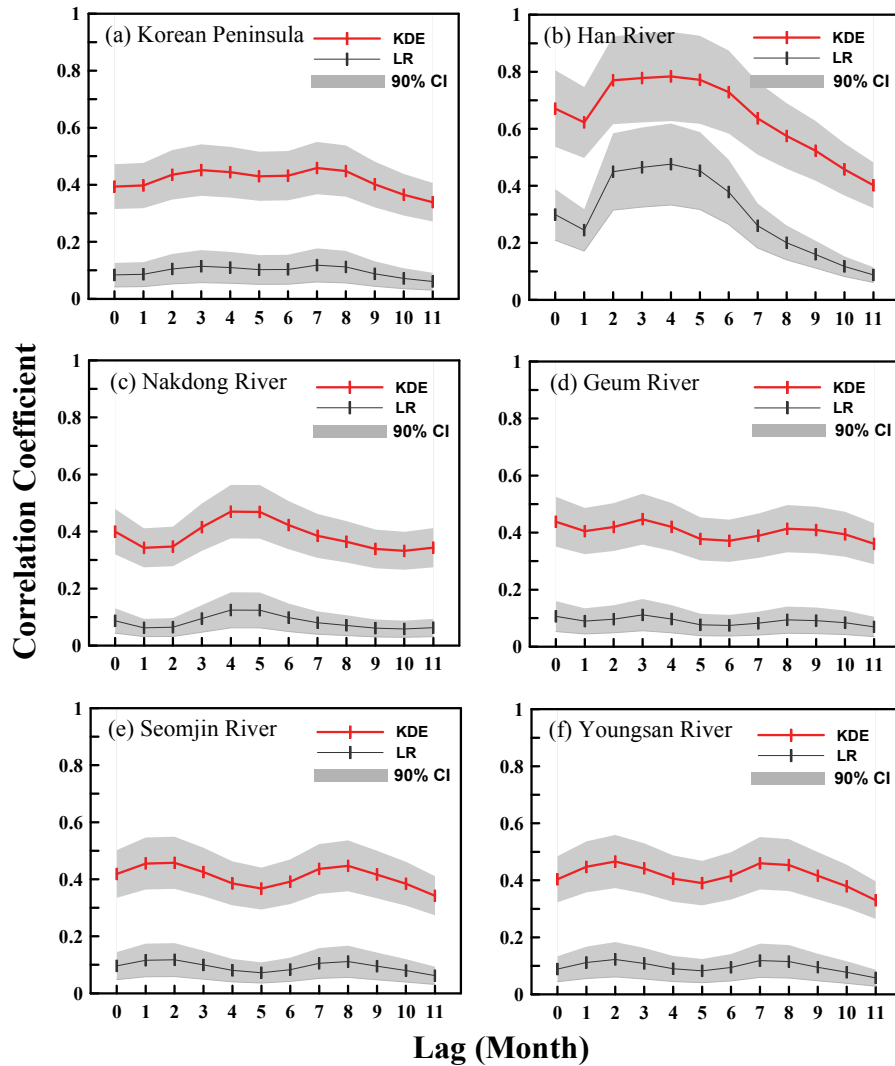 Correlation Coefficient
(a) Korean Peninsula
KDE
LR
90% CI
1
0.8
0.6
0.4
0.2
0
0 1 2 3 4 5 6 7 8 9 10 11
(b) Han River
KDE
LR
90% CI
1
0.8
0.6
0.4
0.2
0
0 1 2 3 4 5 6 7 8 9 10 11
(c) Nakdong River
KDE
LR
90% CI
1
0.8
0.6
0.4
0.2
0
0 1 2 3 4 5 6 7 8 9 10 11
(d) Geum River
KDE
LR
90% CI
1
0.8
0.6
0.4
0.2
0
0 1 2 3 4 5 6 7 8 9 10 11
(e) Seomjin River
KDE
LR
90% CI
1
0.8
0.6
0.4
0.2
0
0 1 2 3 4 5 6 7 8 9 10 11
(f) Youngsan River
KDE
LR
90% CI
1
0.8
0.6
0.4
0.2
0
0 1 2 3 4 5 6 7 8 9 10 11
Lag (Month)